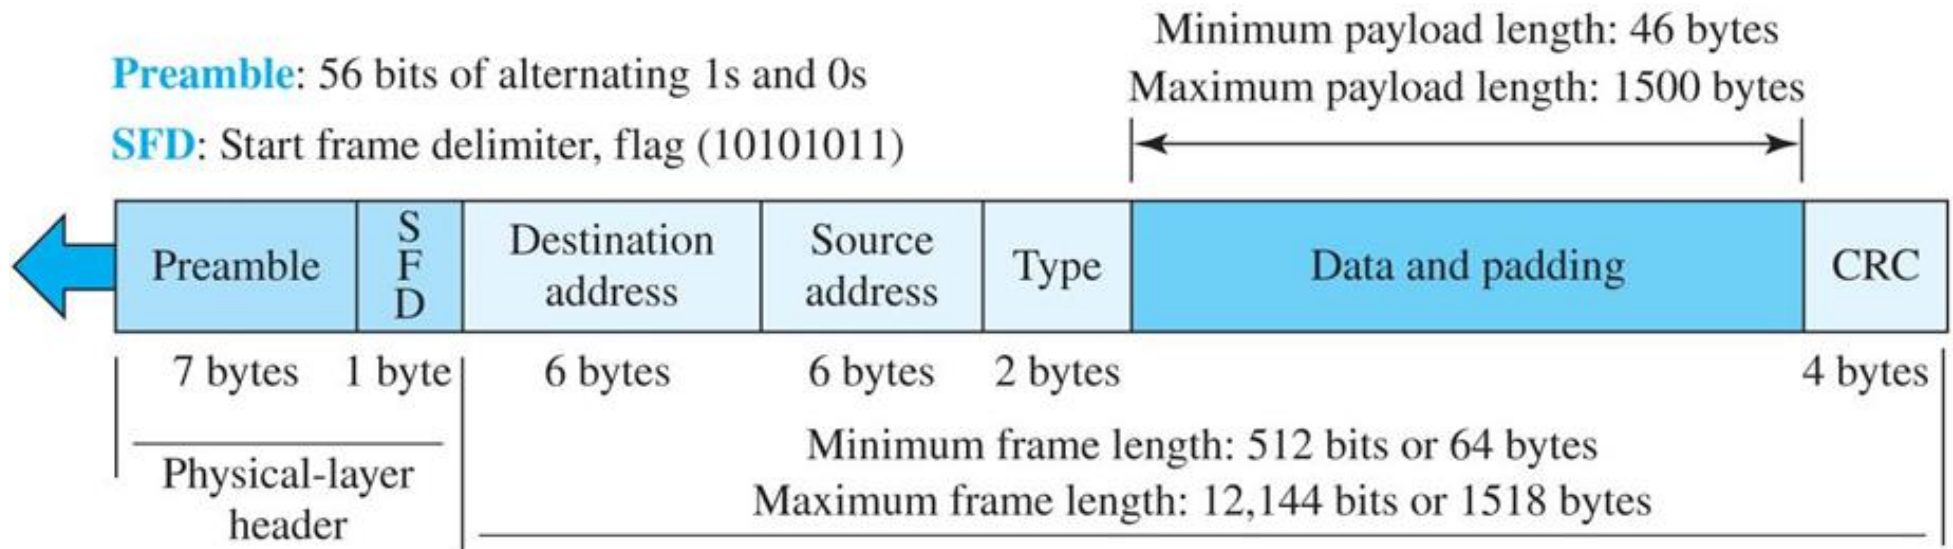 Minimum payload length: 46 bytes
Preamble: 56 bits of alternating 1s and 0s
Maximum payload length: 1500 bytes
SFD: Start frame delimiter, flag (10101011)
Preamble
S
F
D
Destination
address
Source
address
Type
Data and padding
CRC
7 bytes
1 byte
6 bytes
6 bytes
2 bytes
4 bytes
Physical-layer
header
Minimum frame length: 512 bits or 64 bytes
Maximum frame length: 12,144 bits or 1518 bytes